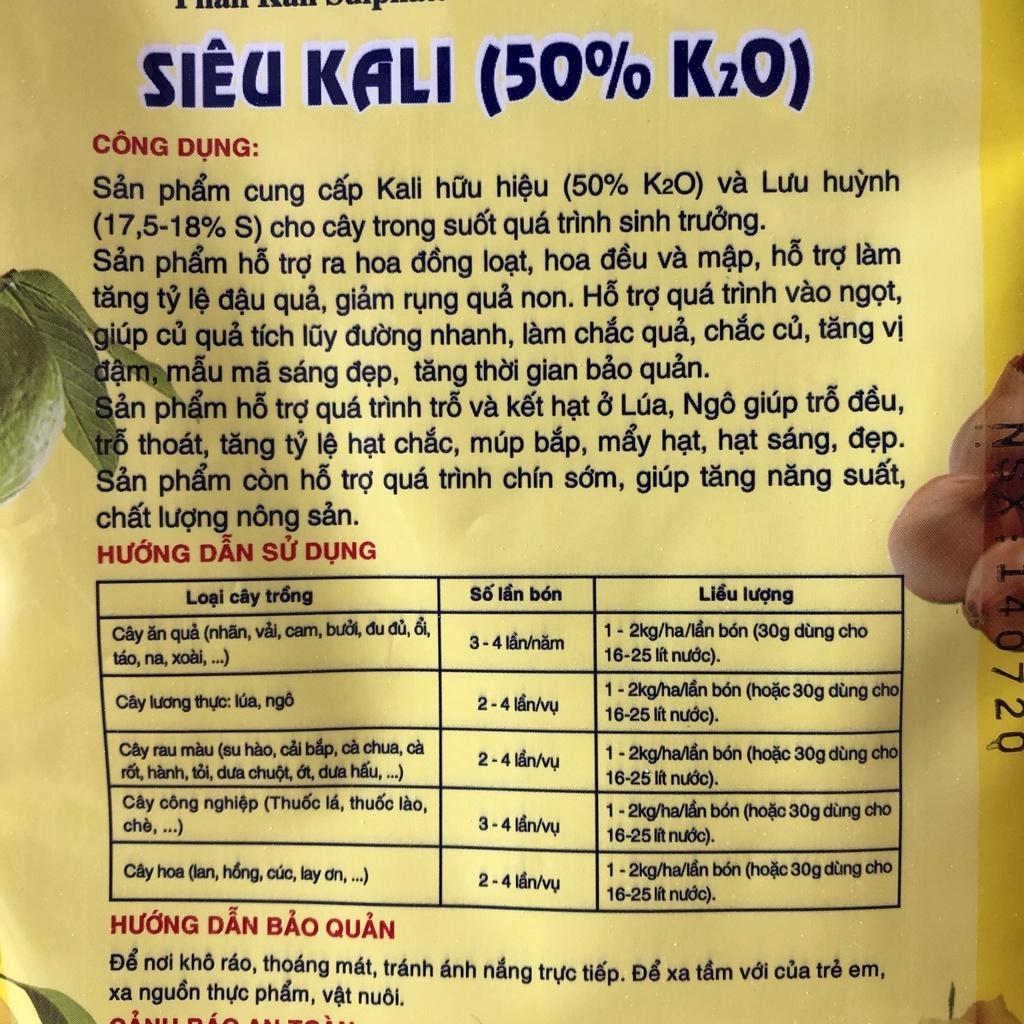 Phân Kali Sulphat
SIÊU KALI (50% K2O)
CÔNG DỤNG:
Sản phẩm cung cấp Kali hữu hiệu (50% K2O) và Lưu huỳnh
(17,5-18% S) cho cây trong suốt quá trình sinh trưởng.
Sản phẩm hỗ trợ ra hoa đồng loạt, hoa đều và mập, hỗ trợ làm
tăng tỷ lệ đậu quả, giảm rụng quả non. Hỗ trợ quá trình vào ngọt,
giúp củ quả tích lũy đường nhanh, làm chắc quả, chắc củ, tăng vị
đậm, mẫu mã sáng đẹp, tăng thời gian bảo quản.
Sản phẩm hỗ trợ quá trình trỗ và kết hạt ở Lúa, Ngô giúp trỗ đều,
trỗ thoát, tăng tỷ lệ hạt chắc, múp bắp, mẩy hạt, hạt sáng, đẹp.
Sản phẩm còn hỗ trợ quá trình chín sớm, giúp tăng năng suất,
chất lượng nông sản.
HƯỚNG DẪN SỬ DỤNG
Loại cây trồng Số lần bón Liều lượng
Cây ăn quả (nhãn, vải, cam, bưởi, đu đủ, ổi,
táo, na, xoài, ...)
3 - 4 lần/năm
1 - 2kg/ha/lần bón (30g dùng cho
16-25 lít nước).
Cây lương thực: lúa, ngô
2 - 4 lần/vụ
1 - 2kg/ha/lần bón (hoặc 30g dùng cho
16-25 lít nước).
Cây rau màu (su hào, cải bắp, cà chua, cà
rốt, hành, tỏi, dưa chuột, ớt, dưa hấu, ...)
2 - 4 lần/vụ
1 - 2kg/ha/lần bón (hoặc 30g dùng cho
16-25 lít nước).
Cây công nghiệp (Thuốc lá, thuốc lào,
chè, ...)
3 - 4 lần/vụ
1 - 2kg/ha/lần bón (hoặc 30g dùng cho
16-25 lít nước).
Cây hoa (lan, hồng, cúc, lay ơn, ...)
2 - 4 lần/vụ
1 - 2kg/ha/lần bón (hoặc 30g dùng cho
16-25 lít nước).
HƯỚNG DẪN BẢO QUẢN
Để nơi khô ráo, thoáng mát, tránh ánh nắng trực tiếp. Để xa tầm với của trẻ em,
xa nguồn thực phẩm, vật nuôi.
CẢNH BÁO AN TOÀN
NSX: 140720